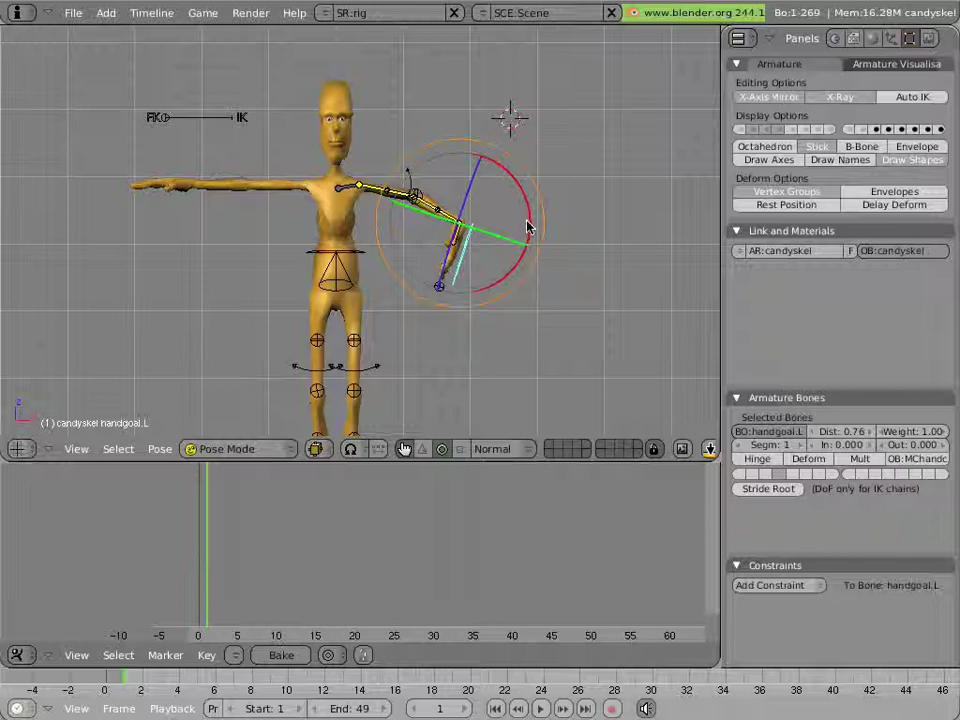 File Add Timeline Game Render Help SR:rig SCE:Scene www.blender.org 244.1 Bo:1-269 | Mem:16.28M candyskel
Panels
Armature Armature Visualisa
Editing Options
X-Axis Mirror X-Ray Auto IK
Display Options
Octahedron Stick B-Bone Envelope
Draw Axes Draw Names Draw Shapes
Deform Options
Vertex Groups Envelopes
Rest Position Delay Deform
Link and Materials
AR:candyskel F OB:candyskel
Armature Bones
Selected Bones
BO:handgoal.L Dist: 0.76 Weight: 1.00
Segm: 1 In: 0.000 Out: 0.000
Hinge Deform Mult OB:MChandc
Stride Root (DoF only for IK chains)
Constraints
Add Constraint To Bone: handgoal.L
FK IK
z
(1) candyskel handgoal.L
View Select Pose Pose Mode Normal
-10 -5 0 5 10 15 20 25 30 35 40 45 50 55 60
View Select Marker Key Bake
-4 -2 0 2 4 6 8 10 12 14 16 18 20 22 24 26 28 30 32 34 36 38 40 42 44 46
View Frame Playback Pr Start: 1 End: 49 1